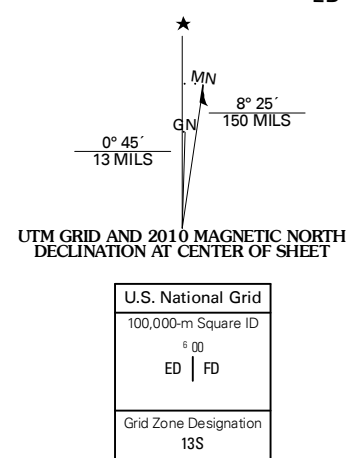 ★
MN
8° 25´
GN
150 MILS
0° 45´
13 MILS
UTM GRID AND 2010 MAGNETIC NORTH
DECLINATION AT CENTER OF SHEET
U.S. National Grid
100,000-m Square ID
6 00
ED | FD
Grid Zone Designation
13S